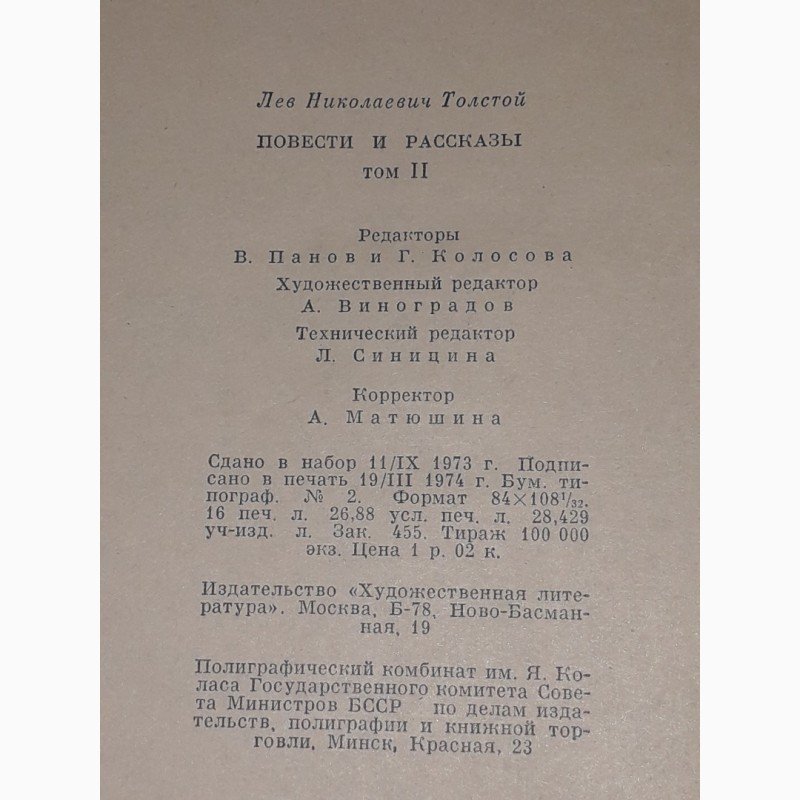 Лев Николаевич Толстой
ПОВЕСТИ И РАССКАЗЫ
ТОМ II
Редакторы
В. Панов и Г. Колосова
Художественный редактор
А. Виноградов
Технический редактор
Л. Синицина
Корректор
А. Матюшина
Сдано в набор 11/IX 1973 г. Подпи-
сано в печать 19/III 1974 г. Бум. ти-
пограф. № 2. Формат 84×108¹/₃₂.
16 печ. л. 26,88 усл. печ. л. 28,429
уч-изд. л. Зак. 455. Тираж 100 000
экз. Цена 1 р. 02 к.
Издательство «Художественная лите-
ратура». Москва, Б-78, Ново-Басман-
ная, 19
Полиграфический комбинат им. Я. Ко-
ласа Государственного комитета Сове-
та Министров БССР по делам изда-
тельств, полиграфии и книжной тор-
говли, Минск, Красная, 23